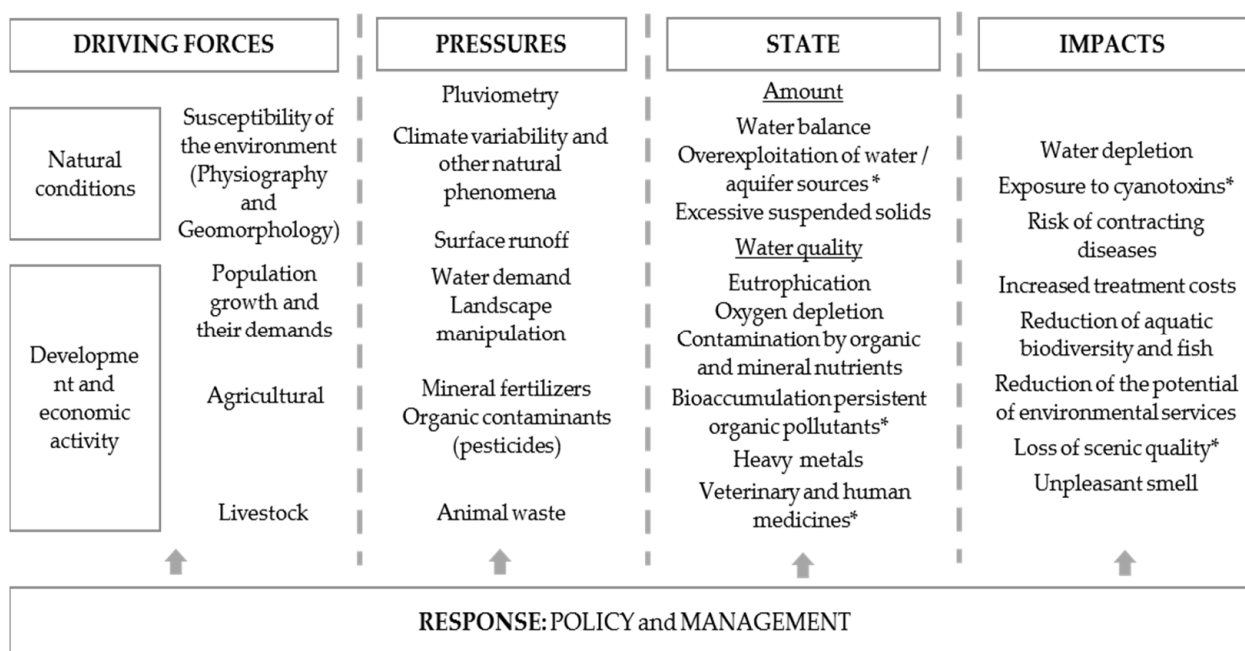 DRIVING FORCES
Natural
conditions
Susceptibility of
the environment
(Physiography
and
Geomorphology)
Developme
nt and
economic
activity
Population
growth and
their demands
Agricultural
Livestock
PRESSURES
Pluviometry
Climate variability and
other natural
phenomena
Surface runoff
Water demand
Landscape
manipulation
Mineral fertilizers
Organic contaminants
(pesticides)
Animal waste
STATE
Amount
Water balance
Overexploitation of water /
aquifer sources *
Excessive suspended solids
Water quality
Eutrophication
Oxygen depletion
Contamination by organic
and mineral nutrients
Bioaccumulation persistent
organic pollutants*
Heavy metals
Veterinary and human
medicines*
IMPACTS
Water depletion
Exposure to cyanotoxins*
Risk of contracting
diseases
Increased treatment costs
Reduction of aquatic
biodiversity and fish
Reduction of the potential
of environmental services
Loss of scenic quality*
Unpleasant smell
RESPONSE: POLICY and MANAGEMENT